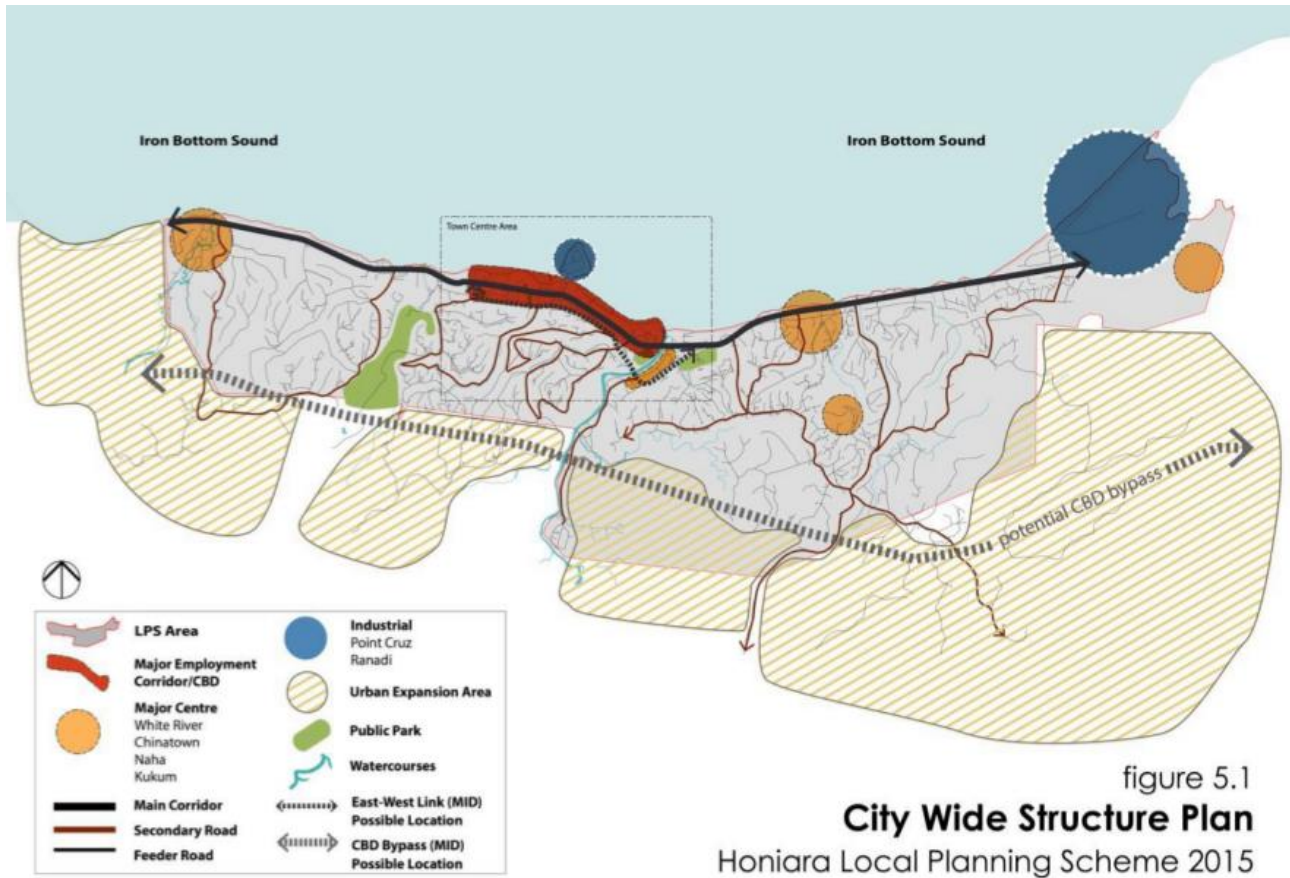 Iron Bottom Sound
Iron Bottom Sound
Town Centre Area
potential CBD bypass
LPS Area
Major Employment
Corridor/CBD
Major Centre
White River
Chinatown
Naha
Kukum
Main Corridor
Secondary Road
Feeder Road
Industrial
Point Cruz
Ranadi
Urban Expansion Area
Public Park
Watercourses
East-West Link (MID)
Possible Location
CBD Bypass (MID)
Possible Location
figure 5.1
City Wide Structure Plan
Honiara Local Planning Scheme 2015